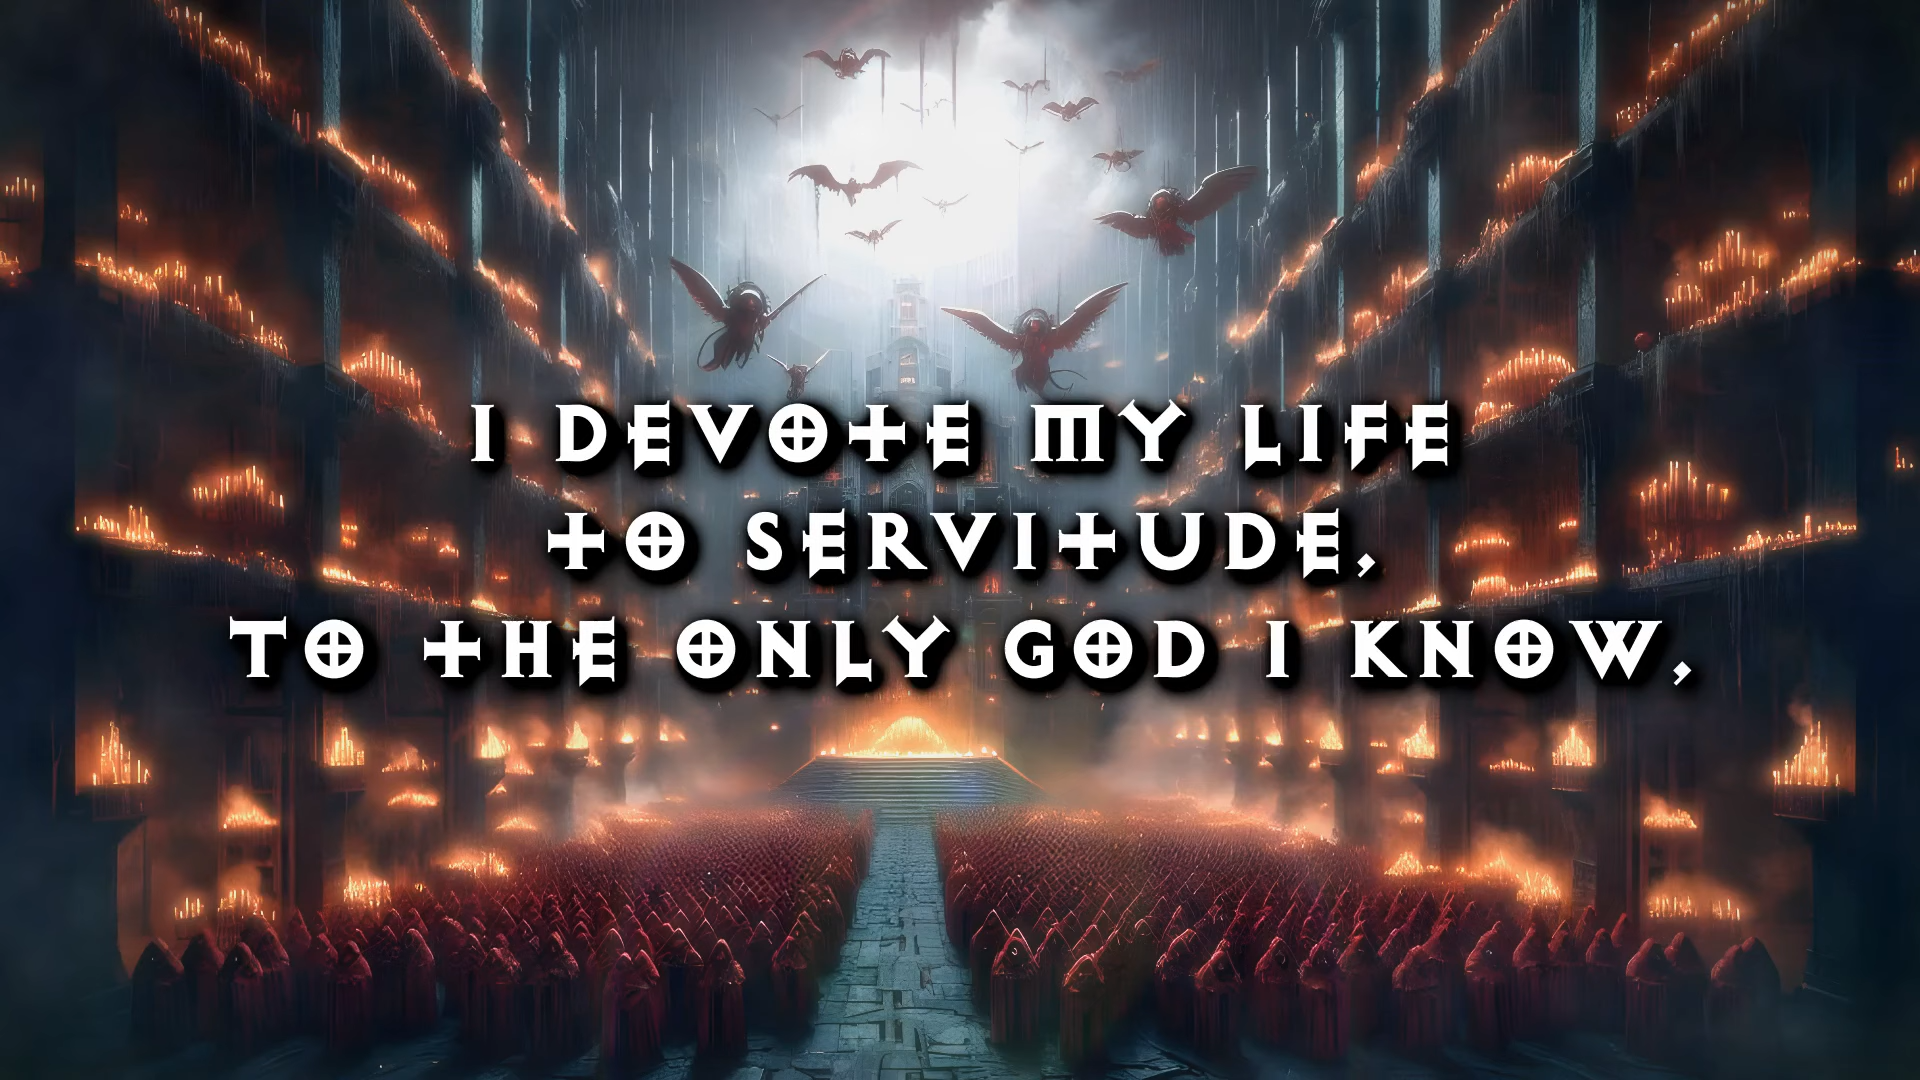 I DEVOTE MY LIFE
TO SERVITUDE,
TO THE ONLY GOD I KNOW,